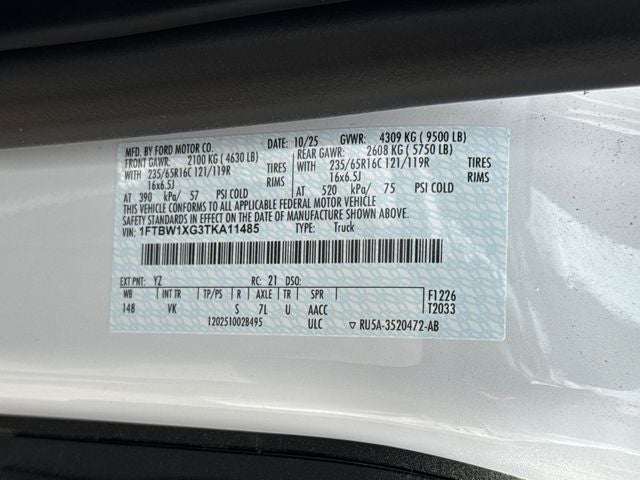 MFD. BY FORD MOTOR CO. DATE: 10/25 GVWR: 4309 KG ( 9500 LB)
FRONT GAWR: 2100 KG ( 4630 LB) REAR GAWR: 2608 KG ( 5750 LB)
WITH 235/65R16C 121/119R TIRES WITH 235/65R16C 121/119R TIRES
16x6.5J RIMS 16x6.5J RIMS
AT 390 kPa/ 57 PSI COLD AT 520 kPa/ 75 PSI COLD
THIS VEHICLE CONFORMS TO ALL APPLICABLE FEDERAL MOTOR VEHICLE
SAFETY STANDARDS IN EFFECT ON THE DATE OF MANUFACTURE SHOWN ABOVE.
VIN: 1FTBW1XG3TKA11485 TYPE: Truck
EXT PNT: YZ RC: 21 DSO:
WB INT TR TP/PS R AXLE TR SPR F1226
148 VK S 7L U AACC T2033
120251002B495 ULC RU5A-3520472-AB